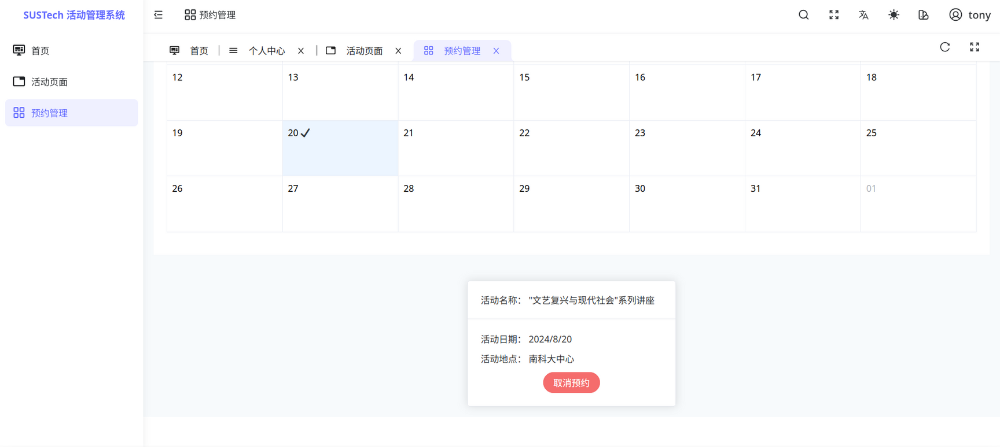 SUSTech 活动管理系统
预约管理
tony
首页
活动页面
预约管理
首页 个人中心 活动页面 预约管理
12 13 14 15 16 17 18
19 20 21 22 23 24 25
26 27 28 29 30 31 01
活动名称： "文艺复兴与现代社会"系列讲座
活动日期： 2024/8/20
活动地点： 南科大中心
取消预约